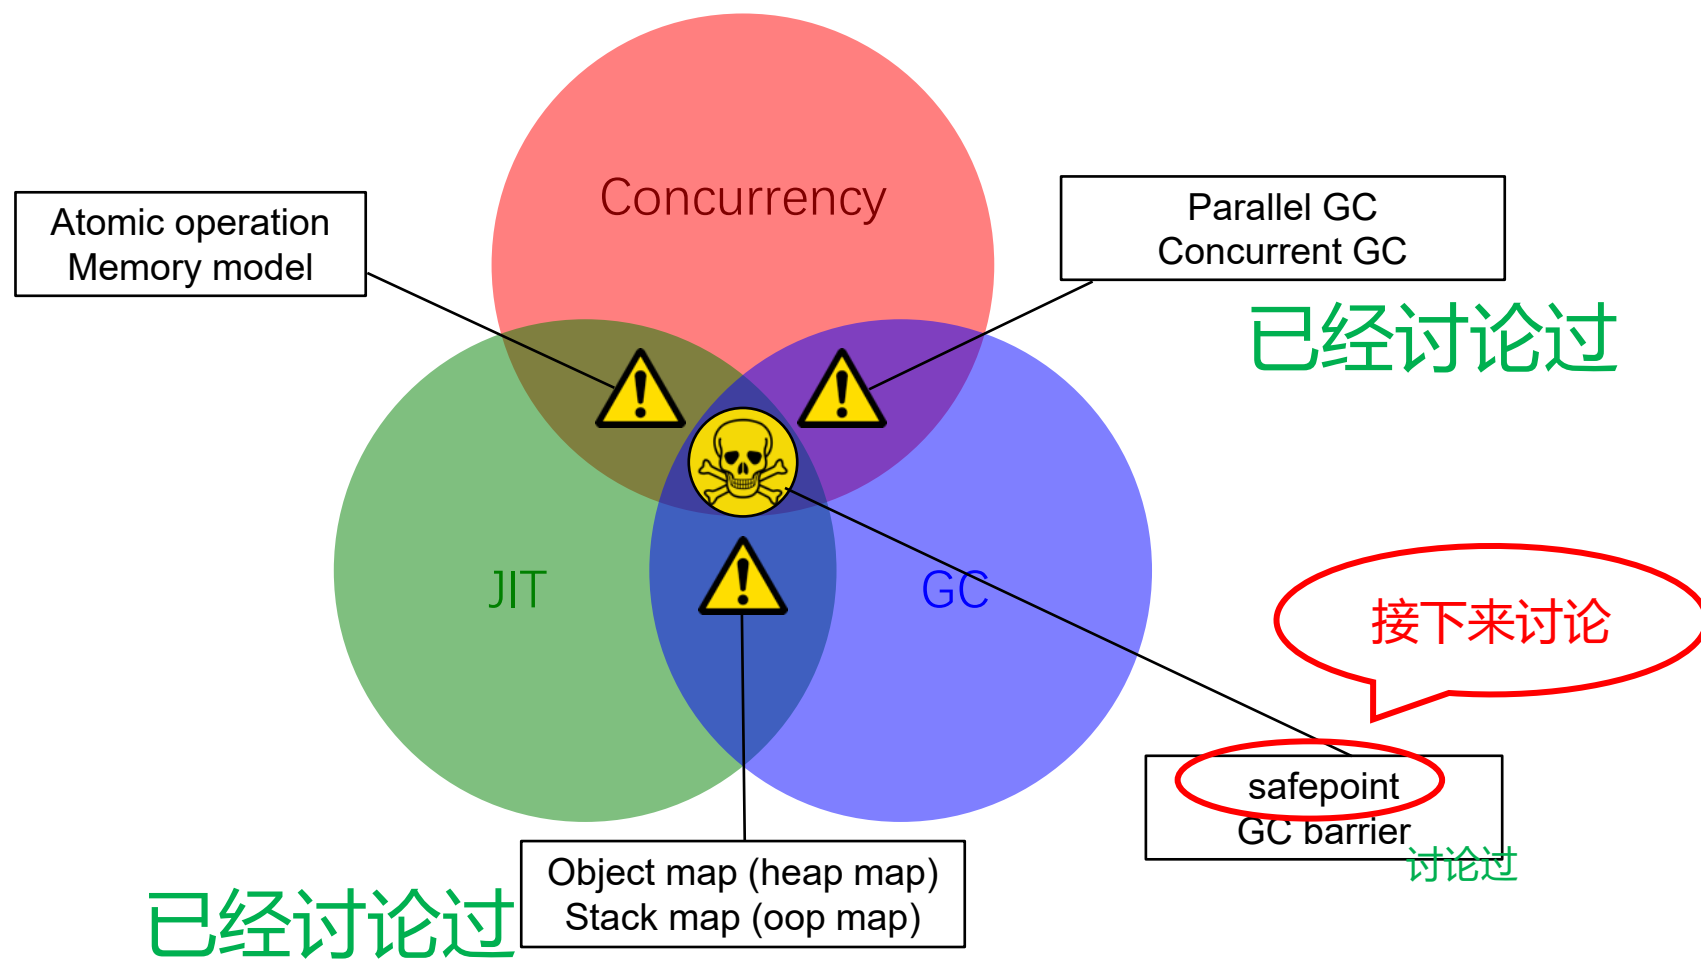 Concurrency
Atomic operation
Memory model
Parallel GC
Concurrent GC
已经讨论过
JIT
GC
接下来讨论
safepoint
GC barrier
讨论过
Object map (heap map)
Stack map (oop map)
已经讨论过